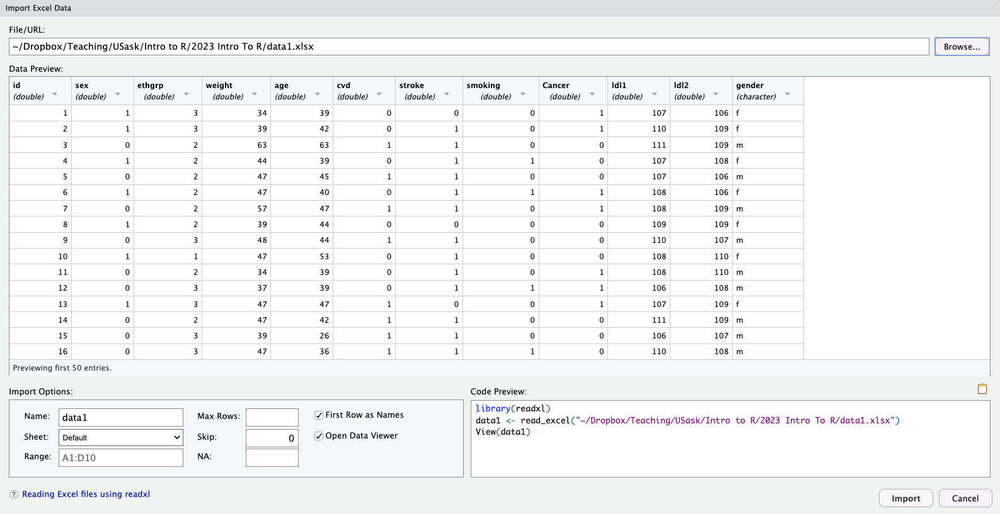 Import Excel Data
File/URL:
~/Dropbox/Teaching/USask/Intro to R/2023 Intro To R/data1.xlsx Browse...
Data Preview:
id sex ethgrp weight age cvd stroke smoking Cancer ldl1 ldl2 gender
(double) (double) (double) (double) (double) (double) (double) (double) (double) (double) (double) (character)
1 1 3 34 39 0 0 0 1 107 106 f
2 1 3 39 42 0 1 0 1 110 109 f
3 0 2 63 63 1 1 0 0 111 109 m
4 1 2 44 39 0 1 1 0 107 108 f
5 0 2 47 45 1 1 0 0 107 106 m
6 1 2 47 40 0 1 1 1 108 106 f
7 0 2 57 47 1 1 0 1 108 109 m
8 1 2 39 44 0 0 0 0 109 109 f
9 0 3 48 44 1 1 0 0 110 107 m
10 1 1 47 53 0 1 0 0 108 110 f
11 0 2 34 39 0 1 0 1 108 110 m
12 0 3 37 39 0 1 1 1 106 108 m
13 1 3 47 47 1 0 0 1 107 109 f
14 0 2 47 42 1 1 0 0 111 109 m
15 0 3 39 26 1 1 0 0 106 107 m
16 0 3 47 36 1 1 1 0 110 108 m
Previewing first 50 entries.
Import Options:
Name: data1 Max Rows: First Row as Names
Sheet: Default Skip: 0 Open Data Viewer
Range: A1:D10 NA:
Code Preview:
library(readxl)
data1 <- read_excel("~/Dropbox/Teaching/USask/Intro to R/2023 Intro To R/data1.xlsx")
View(data1)
? Reading Excel files using readxl
Import Cancel